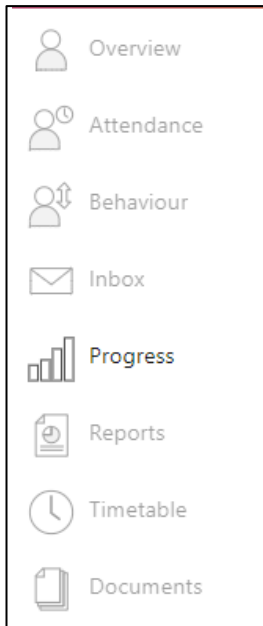 Overview
Attendance
Behaviour
Inbox
Progress
Reports
Timetable
Documents